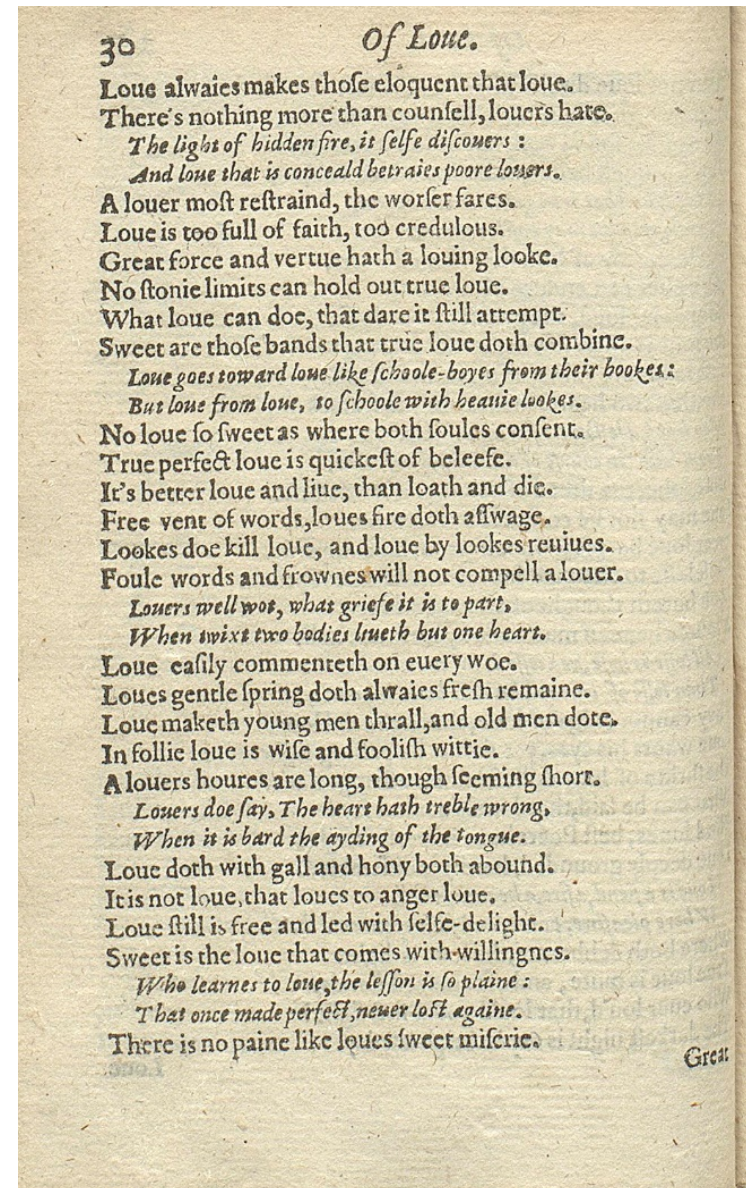 30
Of Loue.
Loue alwaies makes thoſe eloquent that loue.
There's nothing more than counſell, louers hate.
The light of hidden fire, it ſelfe diſcouers :
And loue that is conceald betraies poore louers.
A louer moſt reſtraind, the worſer fares.
Loue is too full of faith, too credulous.
Great force and vertue hath a louing looke.
No ſtonie limits can hold out true loue.
What loue can doe, that dare it ſtill attempt.
Sweet are thoſe bands that true loue doth combine.
Loue goes toward loue like ſchoole-boyes from their bookes :
But loue from loue, to ſchoole with heauie lookes.
No loue ſo ſweet as where both ſoules conſent.
True perfect loue is quickeſt of beleefe.
It's better loue and liue, than loath and die.
Free vent of words, loues fire doth aſſwage.
Lookes doe kill loue, and loue by lookes reuiues.
Foule words and frownes will not compell a louer.
Louers well wot, what griefe it is to part,
When twixt two bodies liueth but one heart.
Loue eaſily commenteth on euery woe.
Loues gentle ſpring doth alwaies freſh remaine.
Loue maketh young men thrall, and old men dote.
In follie loue is wiſe and fooliſh wittie.
A louers houres are long, though ſeeming ſhort.
Louers doe ſay, The heart hath treble wrong,
When it is bard the ayding of the tongue.
Loue doth with gall and hony both abound.
It is not loue, that loues to anger loue.
Loue ſtill is free and led with ſelfe-delight.
Sweet is the loue that comes with willingnes.
Who learnes to loue, the leſſon is ſo plaine :
That once made perfect, neuer loſt againe.
There is no paine like loues ſweet miſerie.
Great